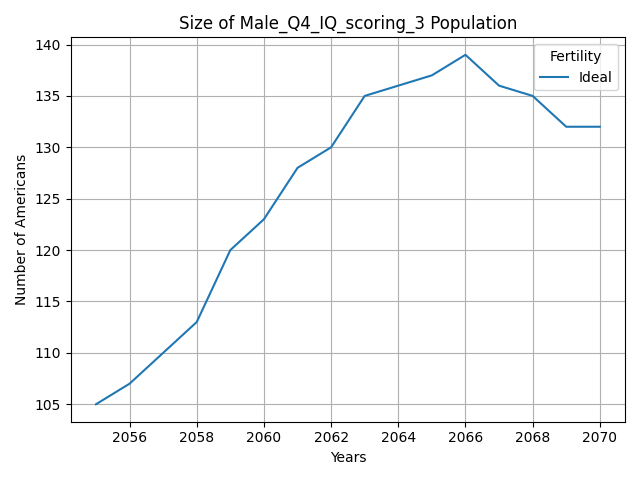 Size of Male_Q4_IQ_scoring_3 Population
Fertility
Ideal
Number of Americans
140
135
130
125
120
115
110
105
2056 2058 2060 2062 2064 2066 2068 2070
Years